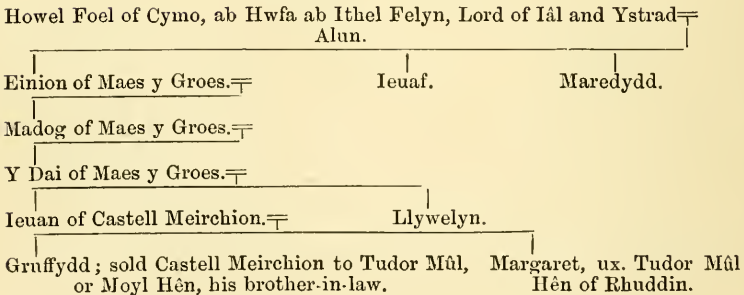 Howel Foel of Cymo, ab Hwfa ab Ithel Felyn, Lord of Iâl and Ystrad
Alun.
Einion of Maes y Groes. Ieuaf. Maredydd.
Madog of Maes y Groes.
Y Dai of Maes y Groes.
Ieuan of Castell Meirchion. Llywelyn.
Gruffydd; sold Castell Meirchion to Tudor Mûl, Margaret, ux. Tudor Mûl
or Moyl Hên, his brother-in-law. Hên of Rhuddin.